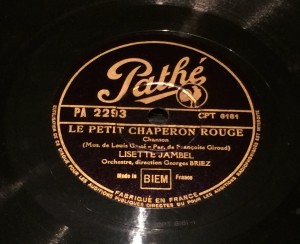 Pathé
PA 2293 CPT 6161
LE PETIT CHAPERON ROUGE
Chanson
(Mus. de Louis Gasté - Par. de Françoise Giroud)
LISETTE JAMBEL
Orchestre, direction Georges BRIEZ
Made in BIEM France
FABRIQUÉ EN FRANCE